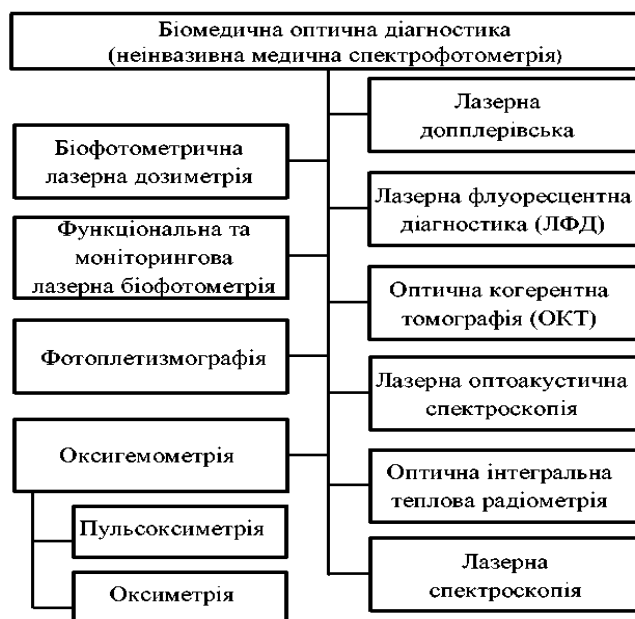 Біомедична оптична діагностика
(неінвазивна медична спектрофотометрія)
Біофотометрична
лазерна дозиметрія
Функціональна та
моніторингова
лазерна біофотометрія
Фотоплетизмографія
Оксигемометрія
Пульсоксиметрія
Оксиметрія
Лазерна
допплерівська
Лазерна флуоресцентна
діагностика (ЛФД)
Оптична когерентна
томографія (ОКТ)
Лазерна оптоакустична
спектроскопія
Оптична інтегральна
теплова радіометрія
Лазерна
спектроскопія